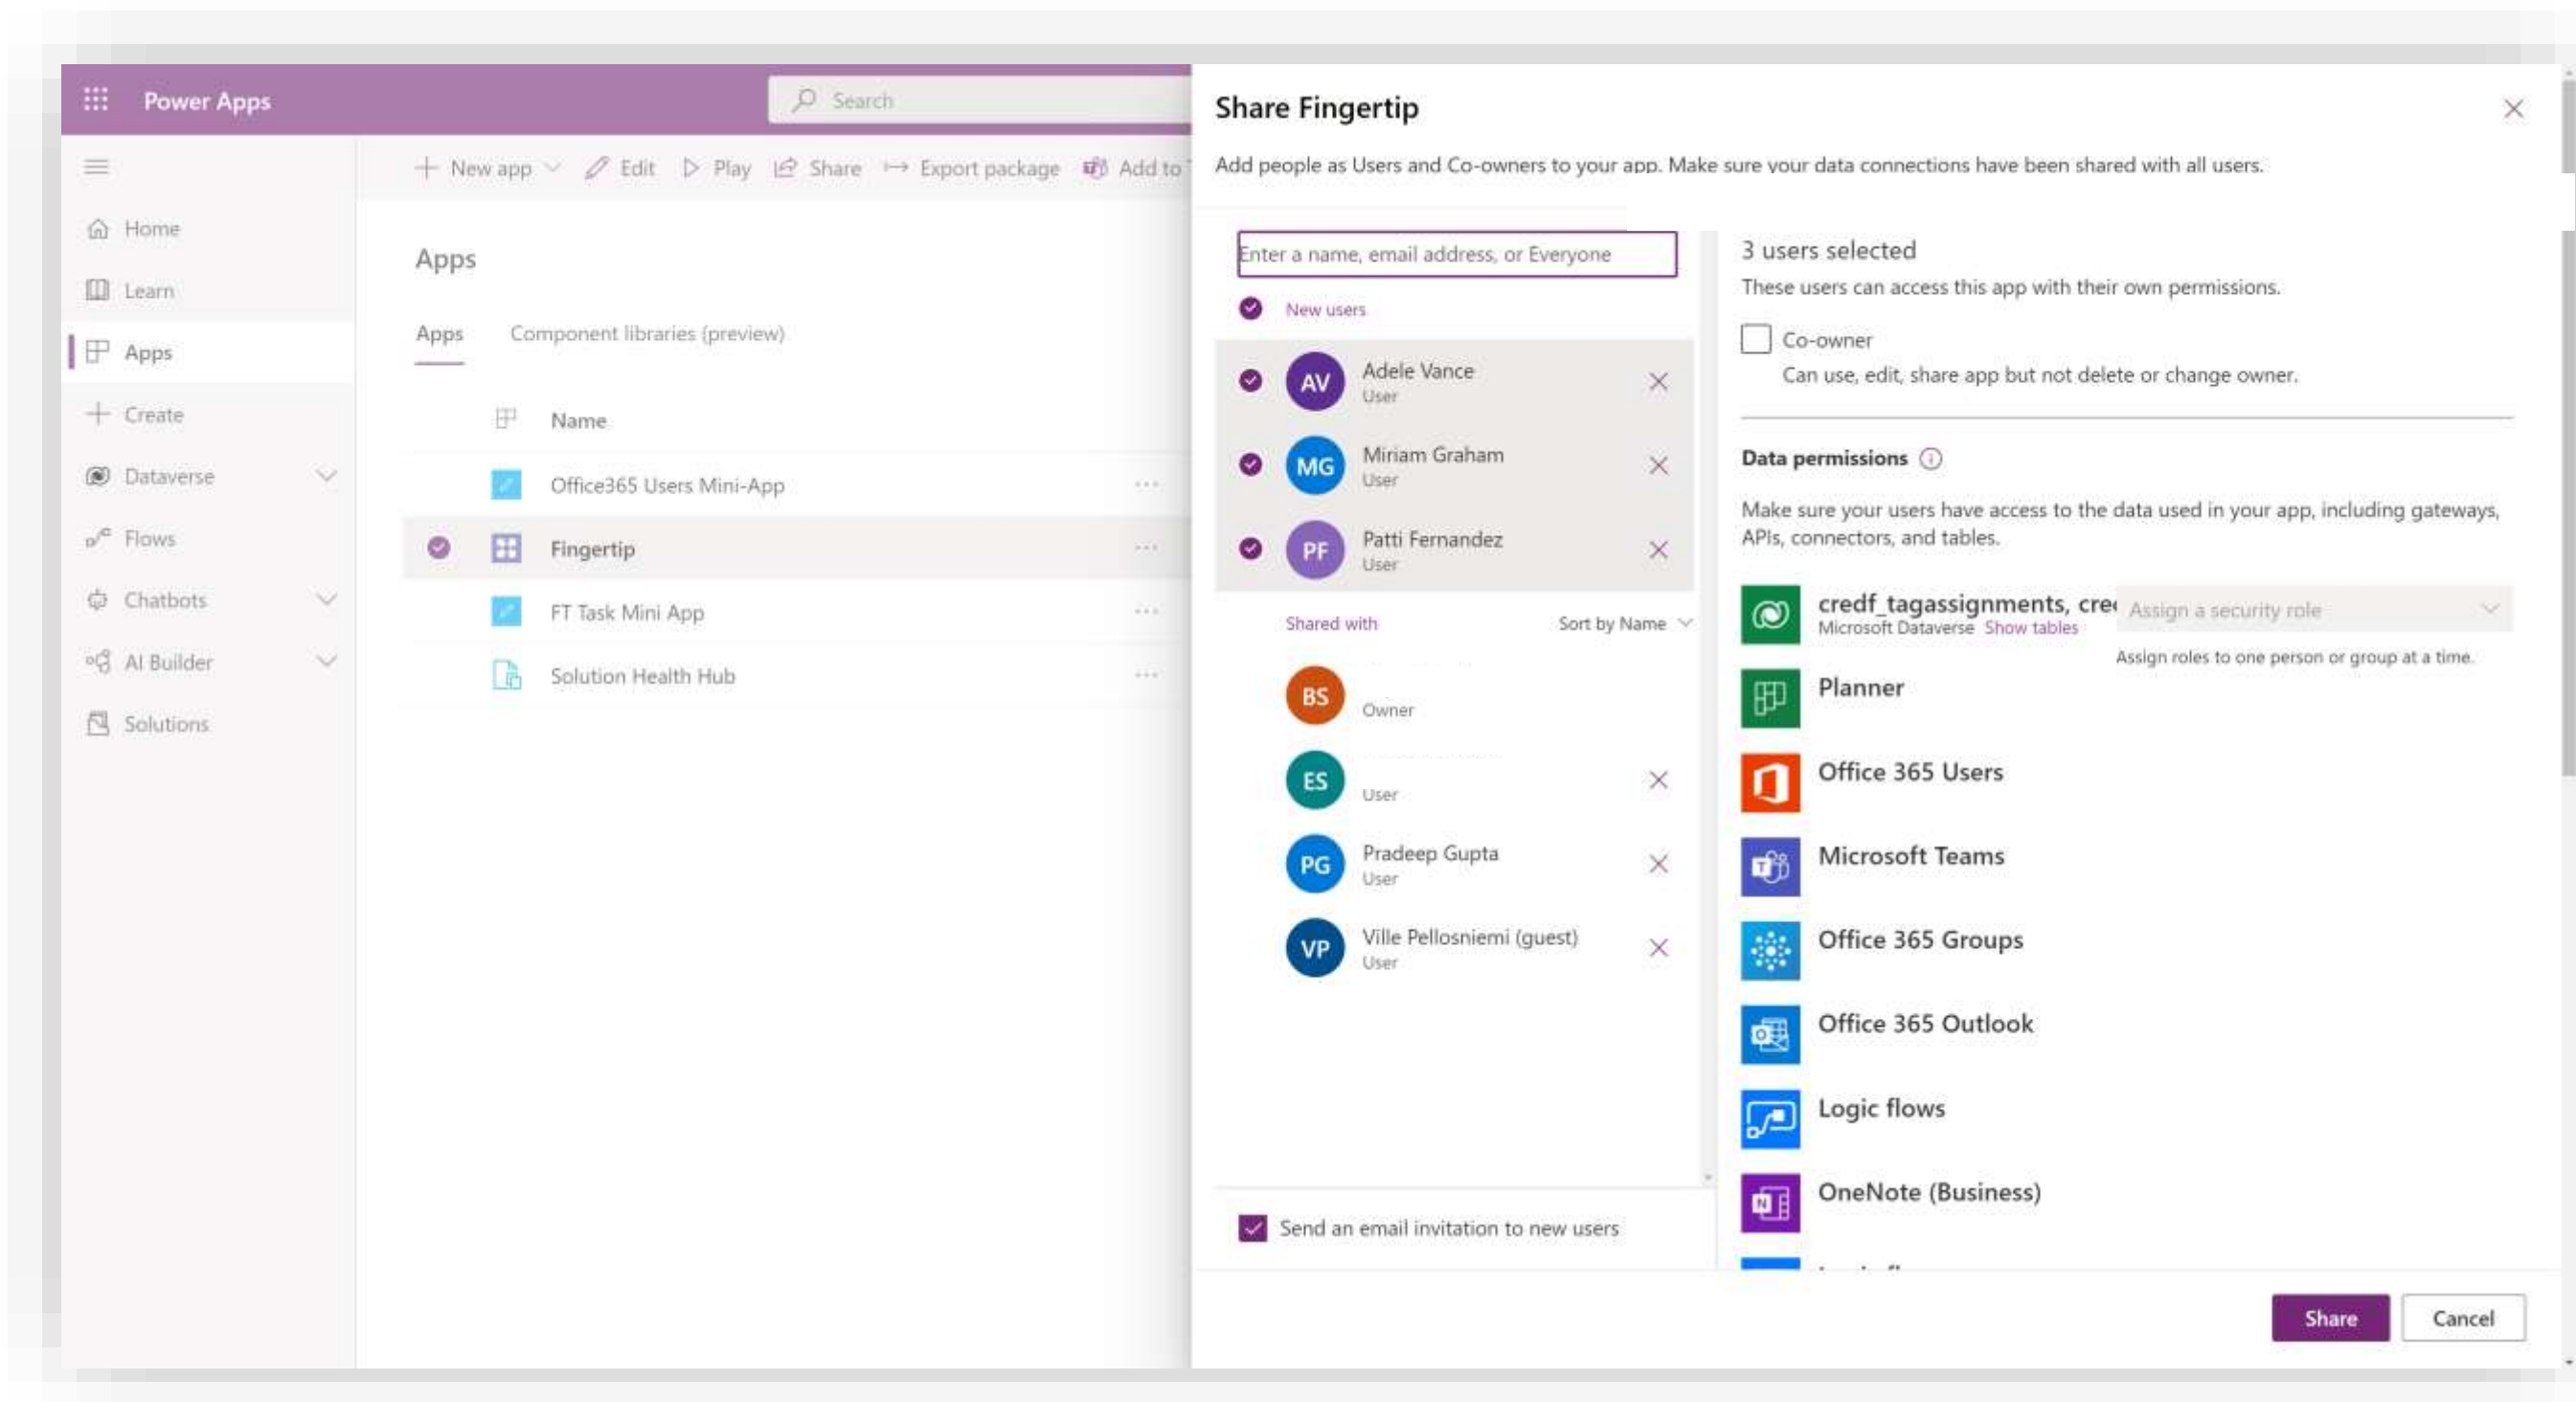 Power Apps
Search
New app
Edit
Play
Share
Export package
Add to
Home
Learn
Apps
Create
Dataverse
Flows
Chatbots
AI Builder
Solutions
Apps
Apps
Component libraries (preview)
Name
Office365 Users Mini-App
Fingertip
FT Task Mini App
Solution Health Hub
Share Fingertip
Add people as Users and Co-owners to your app. Make sure your data connections have been shared with all users.
Enter a name, email address, or Everyone
New users
AV
Adele Vance
User
MG
Miriam Graham
User
PF
Patti Fernandez
User
Shared with
Sort by Name
BS
Owner
ES
User
PG
Pradeep Gupta
User
VP
Ville Pellosniemi (guest)
User
Send an email invitation to new users
3 users selected
These users can access this app with their own permissions.
Co-owner
Can use, edit, share app but not delete or change owner.
Data permissions
Make sure your users have access to the data used in your app, including gateways,
APIs, connectors, and tables.
credf_tagassignments, cre
Microsoft Dataverse Show tables
Assign a security role
Assign roles to one person or group at a time.
Planner
Office 365 Users
Microsoft Teams
Office 365 Groups
Office 365 Outlook
Logic flows
OneNote (Business)
Share
Cancel